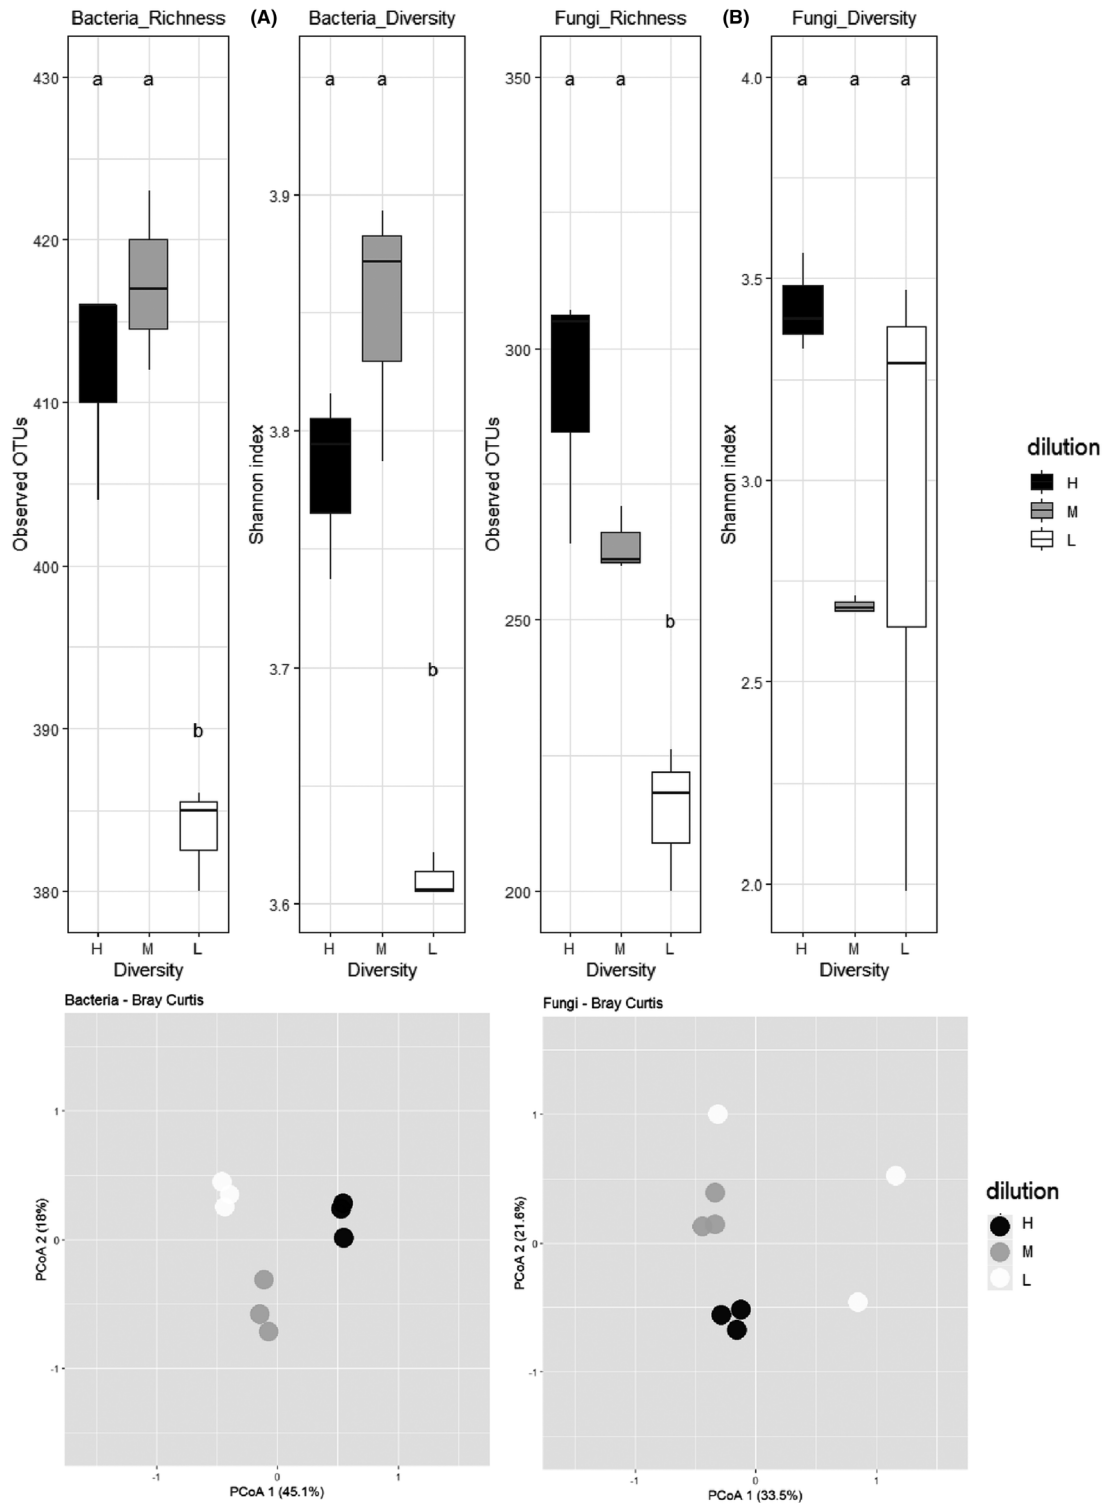 Bacteria_Richness (A) Bacteria_Diversity Fungi_Richness (B) Fungi_Diversity
430
420
410
400
390
380
a a
b
Observed OTUs
H M L
Diversity
3.9
3.8
3.7
3.6
a a
b
Shannon index
H M L
Diversity
350
300
250
200
a a
b
Observed OTUs
H M L
Diversity
4.0
3.5
3.0
2.5
2.0
a a a
Shannon index
H M L
Diversity
dilution
H
M
L
Bacteria - Bray Curtis
1
0
-1
PCoA 2 (18%)
-1 0 1
PCoA 1 (45.1%)
Fungi - Bray Curtis
1
0
-1
PCoA 2 (21.6%)
-1 0 1
PCoA 1 (33.5%)
dilution
H
M
L